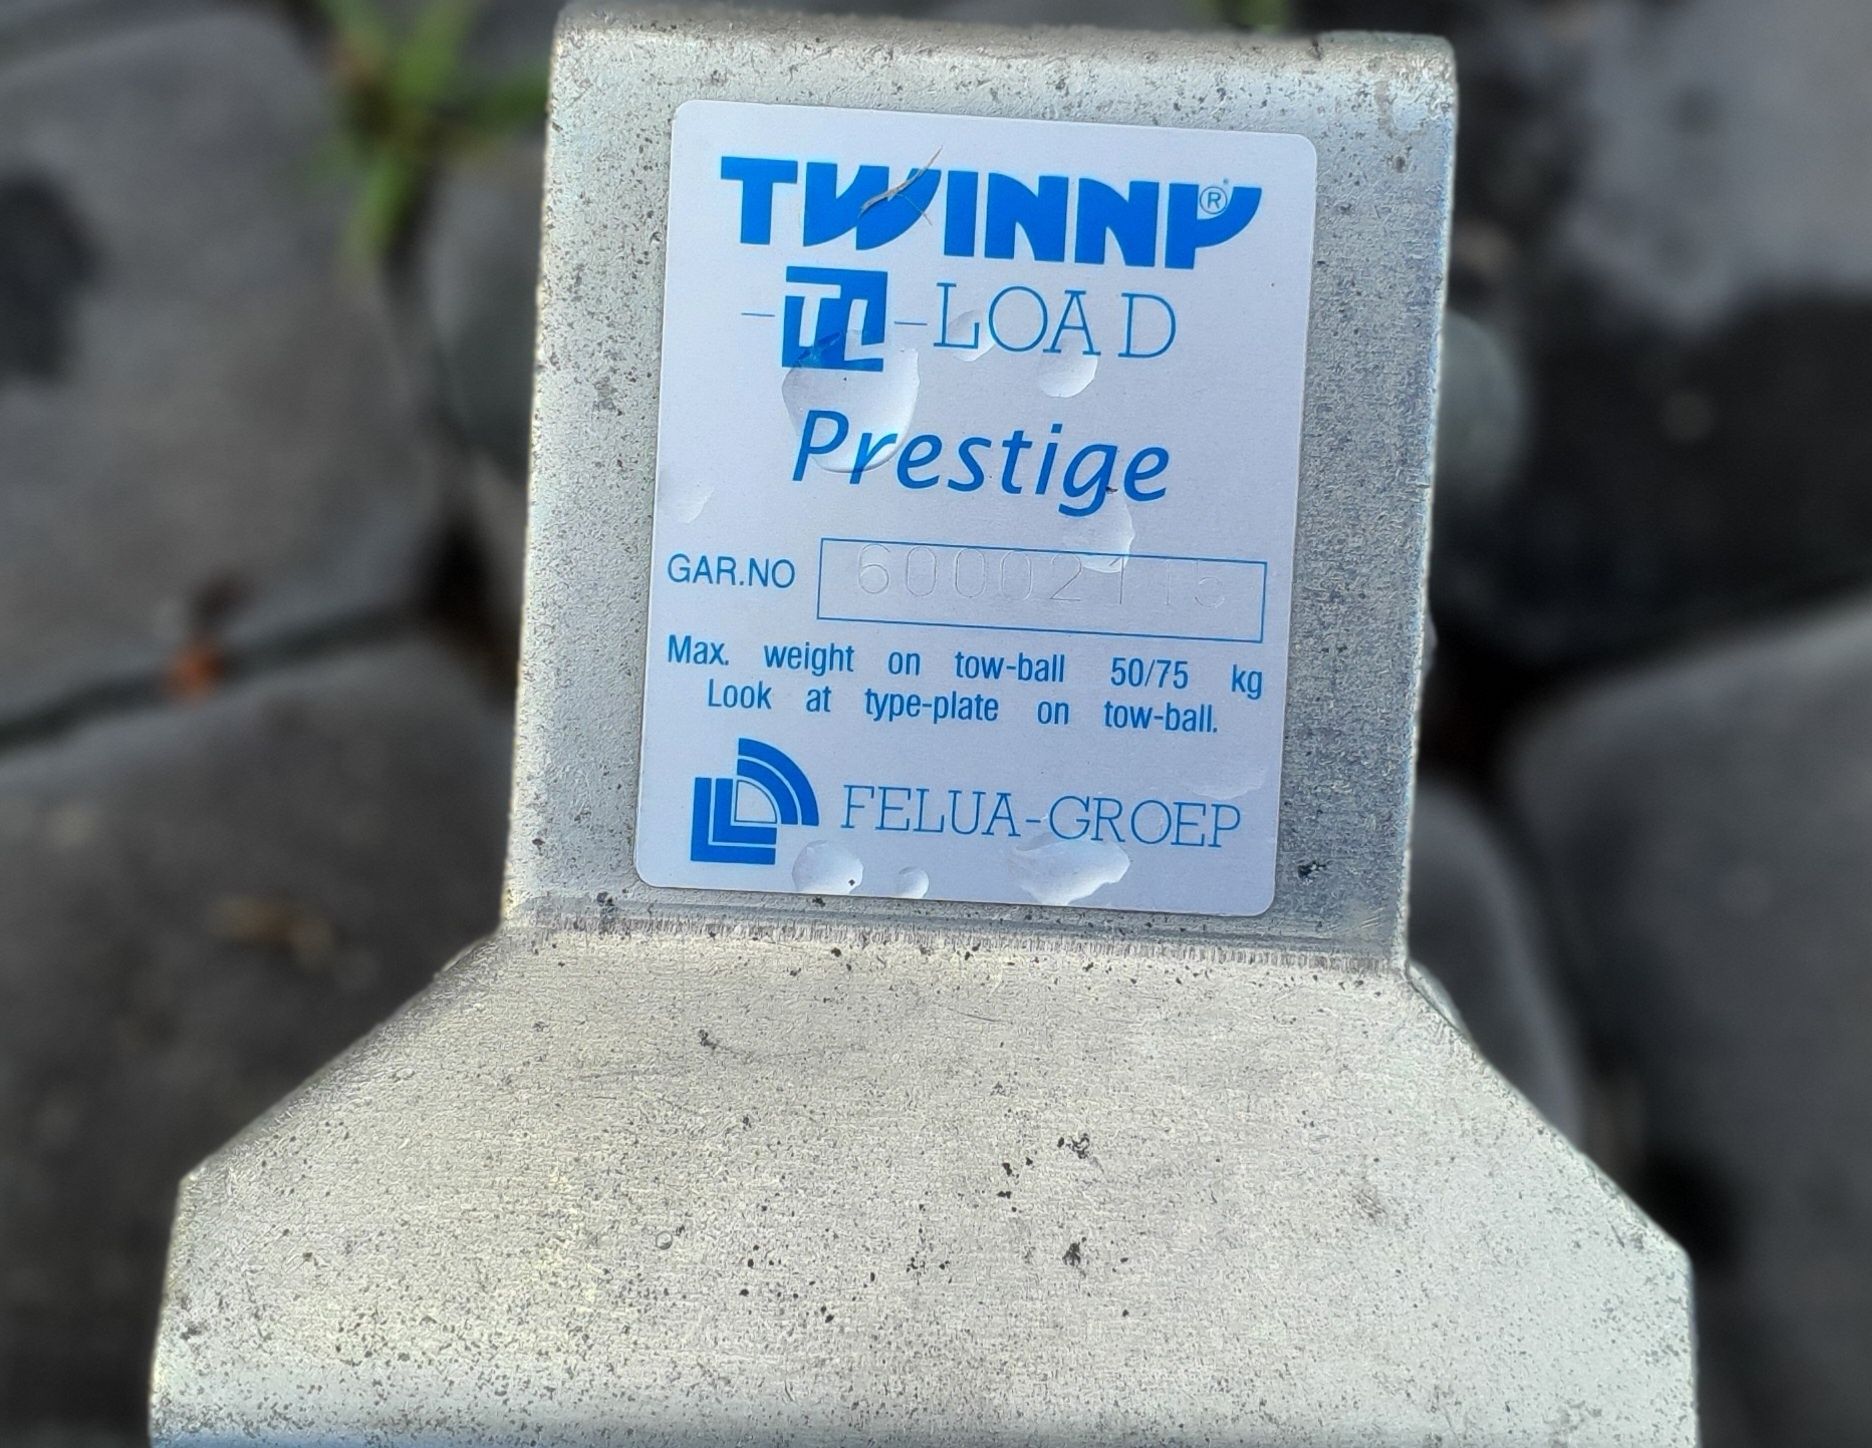 TWINNY®
-TL-LOAD
Prestige
GAR.NO 60002115
Max. weight on tow-ball 50/75 kg
Look at type-plate on tow-ball.
FELUA-GROEP